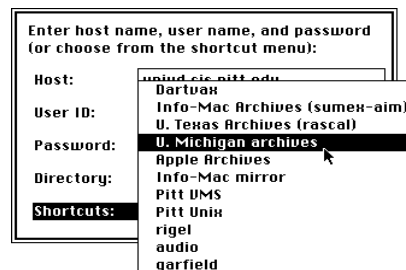 Enter host name, user name, and password
(or choose from the shortcut menu):
Host:
User ID:
Password:
Directory:
Shortcuts:
Dartvax
Info-Mac Archives (sumex-aim)
U. Texas Archives (rascal)
U. Michigan archives
Apple Archives
Info-Mac mirror
Pitt VMS
Pitt Unix
rigel
audio
garfield